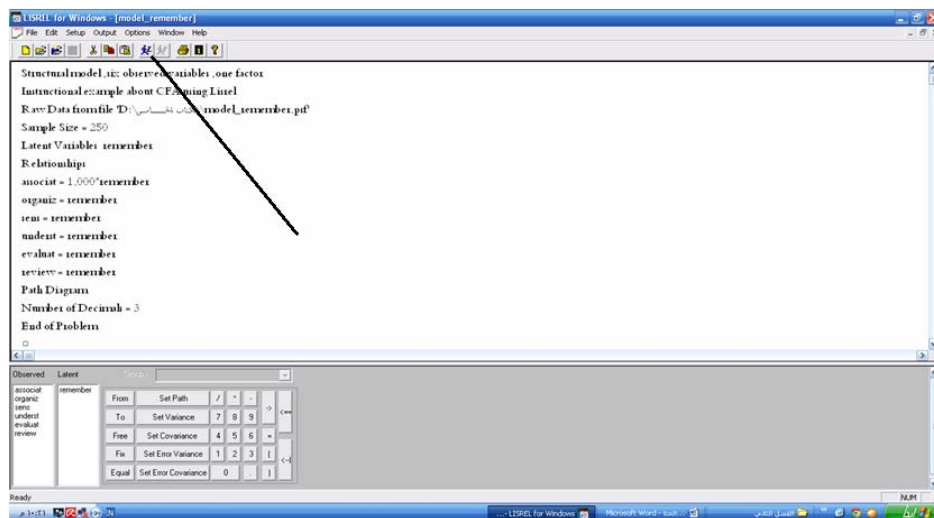 LISREL for Windows - [model_remember]
File Edit Setup Output Options Window Help
Structural model ,six observed variables ,one factor
Instructional example about CFA using Lisrel
Raw Data from file 'D:\ \model_remember.psf'
Sample Size = 250
Latent Variables remember
Relationships
associat = 1,000*remember
organiz = remember
sens = remember
underst = remember
evaluat = remember
review = remember
Path Diagram
Number of Decimals = 3
End of Problem
Observed Latent
associat
organiz
sens
underst
evaluat
review
remember
From Set Path / * -
To Set Variance 7 8 9 -> <==
Free Set Covariance 4 5 6 =
Fix Set Error Variance 1 2 3 (
Equal Set Error Covariance 0 . )
Ready NUM
EN ...- LISREL for Windows Microsoft Word -